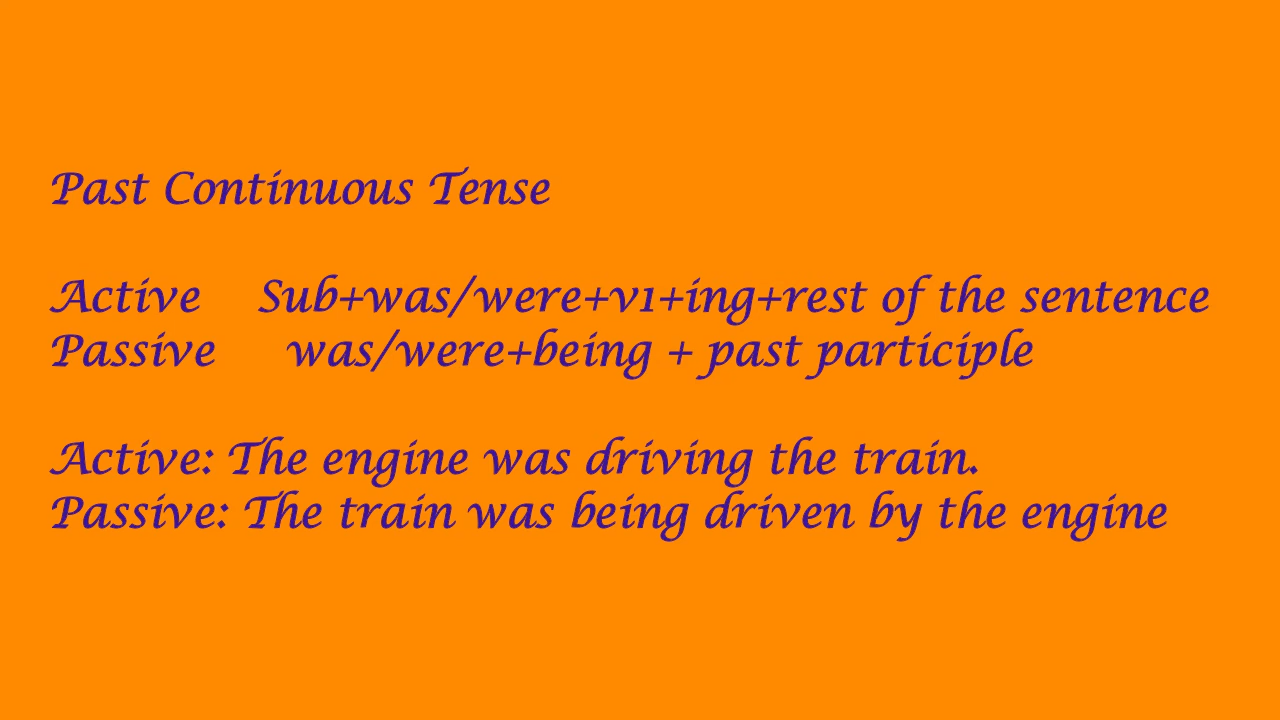 Past Continuous Tense
Active Sub+was/were+v1+ing+rest of the sentence
Passive was/were+being + past participle
Active: The engine was driving the train.
Passive: The train was being driven by the engine